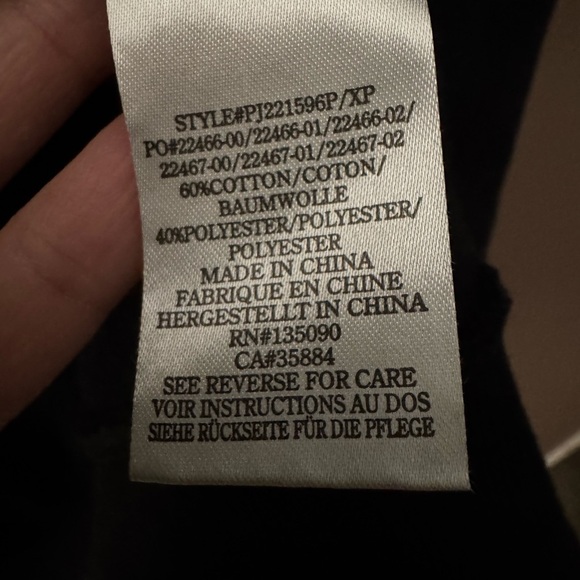 STYLE#PJ221596P/XP
PO#22466-00/22466-01/22466-02/
22467-00/22467-01/22467-02
60%COTTON/COTON/
BAUMWOLLE
40%POLYESTER/POLYESTER/
POLYESTER
MADE IN CHINA
FABRIQUE EN CHINE
HERGESTELLT IN CHINA
RN#135090
CA#35884
SEE REVERSE FOR CARE
VOIR INSTRUCTIONS AU DOS
SIEHE RÜCKSEITE FÜR DIE PFLEGE